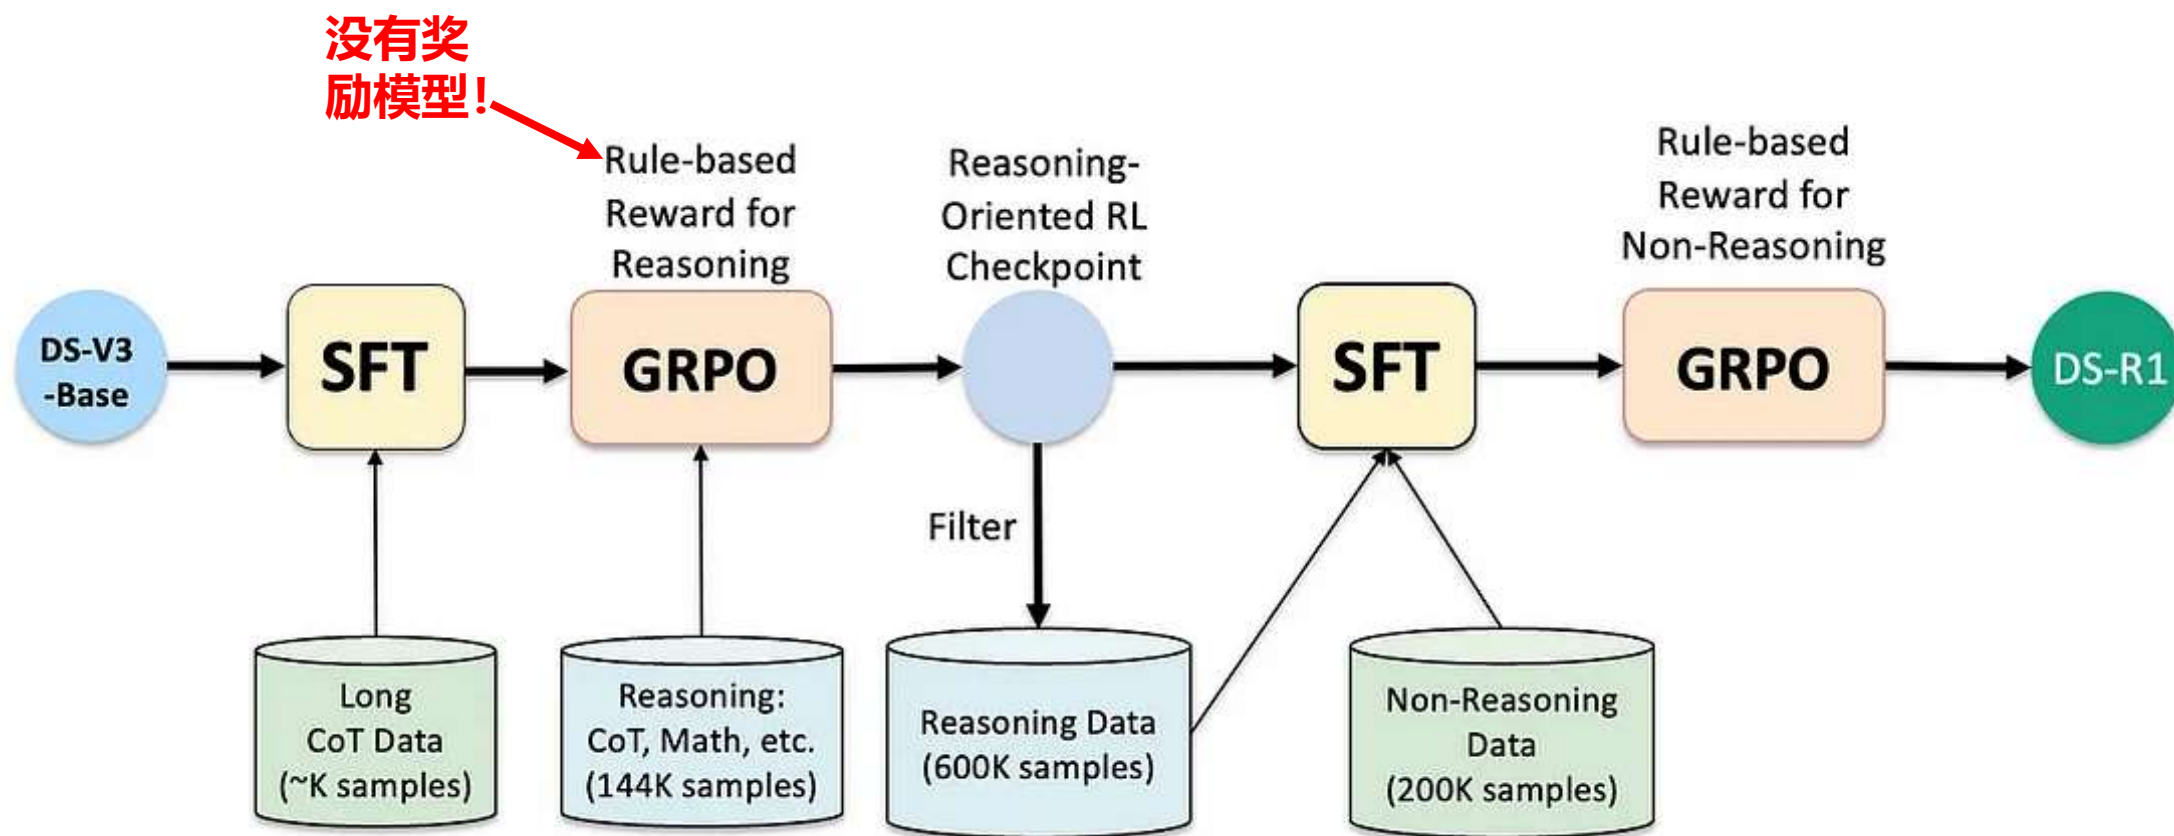 没有奖
励模型！
Rule-based
Reward for
Reasoning
Reasoning-
Oriented RL
Checkpoint
Rule-based
Reward for
Non-Reasoning
DS-V3
-Base
SFT
GRPO
SFT
GRPO
DS-R1
Filter
Long
CoT Data
(~K samples)
Reasoning:
CoT, Math, etc.
(144K samples)
Reasoning Data
(600K samples)
Non-Reasoning
Data
(200K samples)